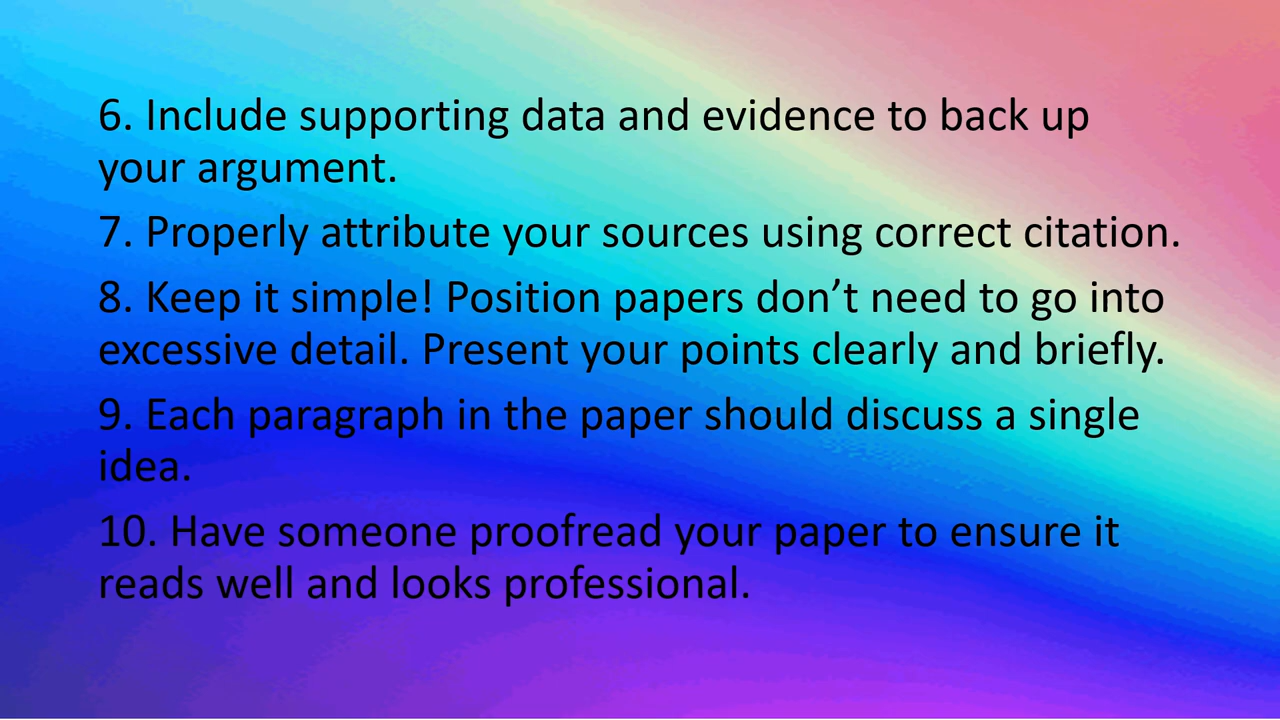 6. Include supporting data and evidence to back up
your argument.
7. Properly attribute your sources using correct citation.
8. Keep it simple! Position papers don’t need to go into
excessive detail. Present your points clearly and briefly.
9. Each paragraph in the paper should discuss a single
idea.
10. Have someone proofread your paper to ensure it
reads well and looks professional.